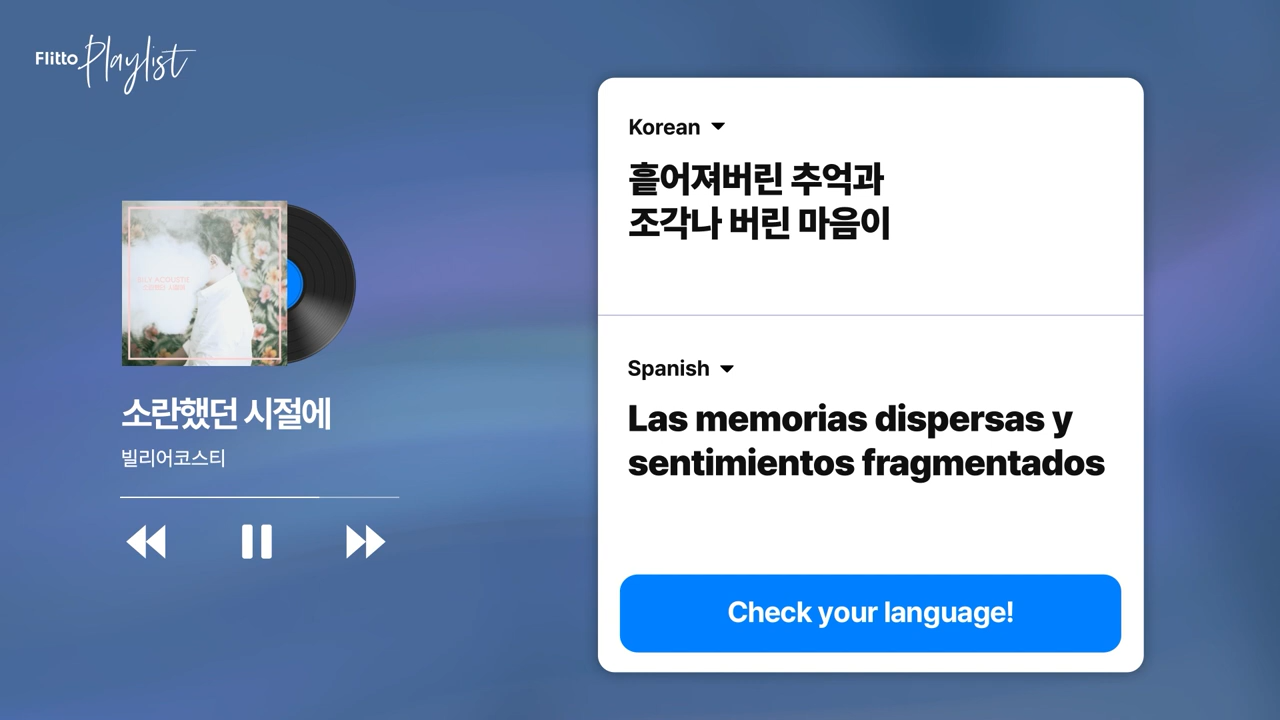 Flitto Playlist
소란했던 시절에
빌리어코스티
Korean
흩어져버린 추억과
조각나 버린 마음이
Spanish
Las memorias dispersas y
sentimientos fragmentados
Check your language!